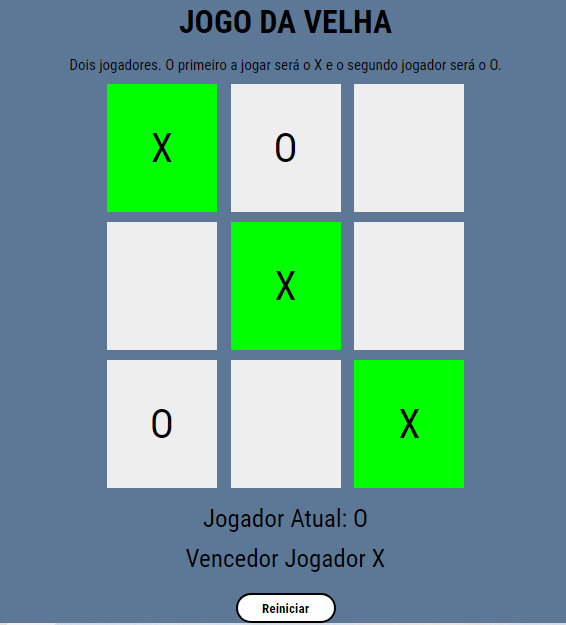 JOGO DA VELHA
Dois jogadores. O primeiro a jogar será o X e o segundo jogador será o O.
X O
X
O X
Jogador Atual: O
Vencedor Jogador X
Reiniciar